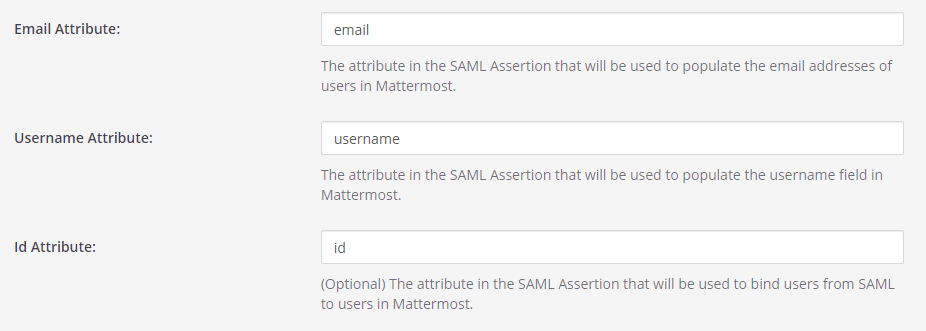 Email Attribute:
email
The attribute in the SAML Assertion that will be used to populate the email addresses of
users in Mattermost.
Username Attribute:
username
The attribute in the SAML Assertion that will be used to populate the username field in
Mattermost.
Id Attribute:
id
(Optional) The attribute in the SAML Assertion that will be used to bind users from SAML
to users in Mattermost.